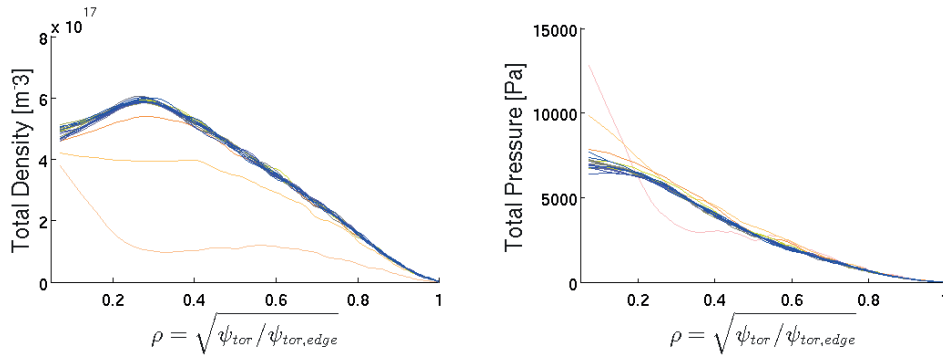 x 10^17
8
6
4
2
0
Total Density [m^-3]
0.2 0.4 0.6 0.8 1
ρ = √ψ_tor/ψ_tor,edge
15000
10000
5000
0
Total Pressure [Pa]
0.2 0.4 0.6 0.8 1
ρ = √ψ_tor/ψ_tor,edge